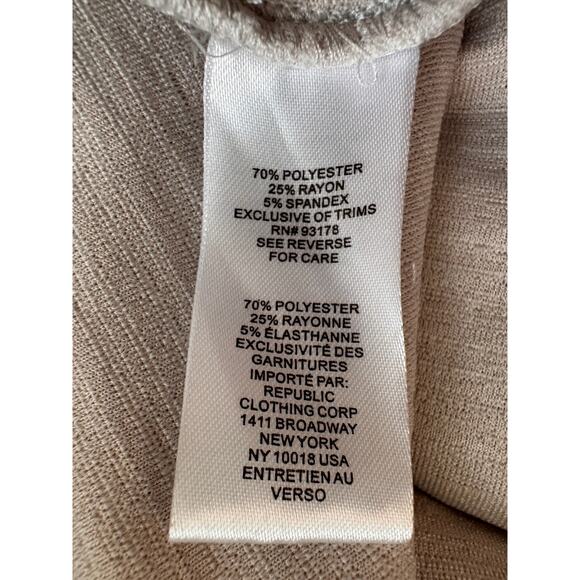 70% POLYESTER
25% RAYON
5% SPANDEX
EXCLUSIVE OF TRIMS
RN# 93178
SEE REVERSE
FOR CARE
70% POLYESTER
25% RAYONNE
5% ÉLASTHANNE
EXCLUSIVITÉ DES
GARNITURES
IMPORTÉ PAR:
REPUBLIC
CLOTHING CORP
1411 BROADWAY
NEW YORK
NY 10018 USA
ENTRETIEN AU
VERSO